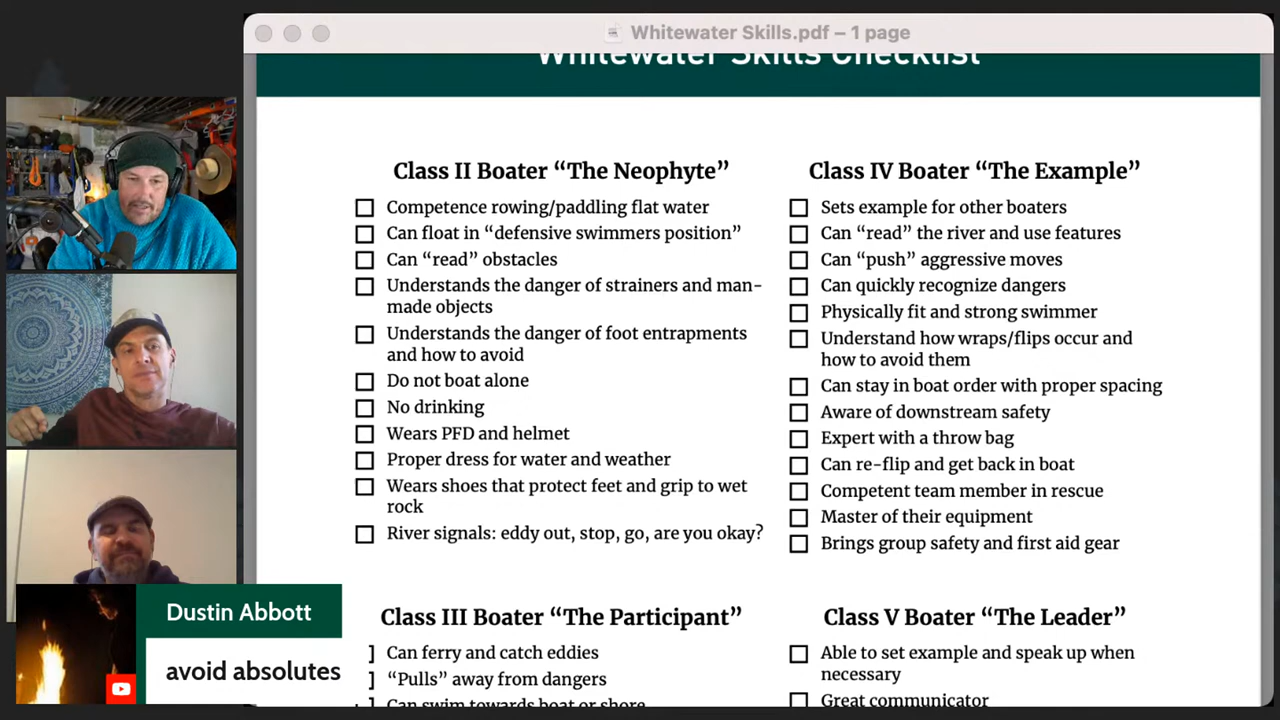 Whitewater Skills.pdf – 1 page
Whitewater Skills Checklist
Class II Boater “The Neophyte”
Competence rowing/paddling flat water
Can float in “defensive swimmers position”
Can “read” obstacles
Understands the danger of strainers and man-
made objects
Understands the danger of foot entrapments
and how to avoid
Do not boat alone
No drinking
Wears PFD and helmet
Proper dress for water and weather
Wears shoes that protect feet and grip to wet
rock
River signals: eddy out, stop, go, are you okay?
Class III Boater “The Participant”
Can ferry and catch eddies
“Pulls” away from dangers
Can swim towards boat or shore
Class IV Boater “The Example”
Sets example for other boaters
Can “read” the river and use features
Can “push” aggressive moves
Can quickly recognize dangers
Physically fit and strong swimmer
Understand how wraps/flips occur and
how to avoid them
Can stay in boat order with proper spacing
Aware of downstream safety
Expert with a throw bag
Can re-flip and get back in boat
Competent team member in rescue
Master of their equipment
Brings group safety and first aid gear
Class V Boater “The Leader”
Able to set example and speak up when
necessary
Great communicator
Dustin Abbott
avoid absolutes